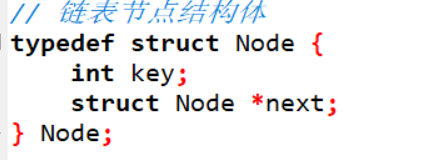 // 链表节点结构体
typedef struct Node {
    int key;
    struct Node *next;
} Node;